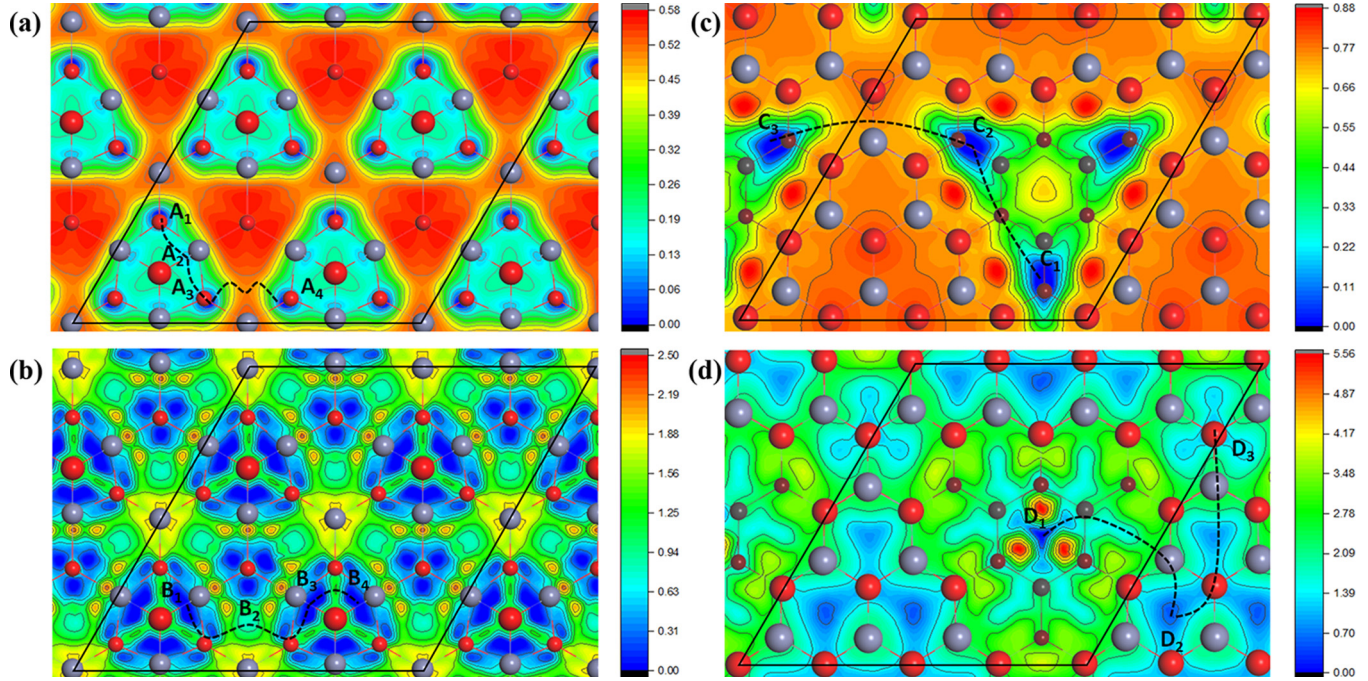 (a)
A₁
A₂
A₃
A₄
0.58
0.52
0.45
0.39
0.32
0.26
0.19
0.13
0.06
0.00
(c)
C₃
C₂
C₁
0.88
0.77
0.66
0.55
0.44
0.33
0.22
0.11
0.00
(b)
B₁
B₂
B₃
B₄
2.50
2.19
1.88
1.56
1.25
0.94
0.63
0.31
0.00
(d)
D₁
D₂
D₃
5.56
4.87
4.17
3.48
2.78
2.09
1.39
0.70
0.00